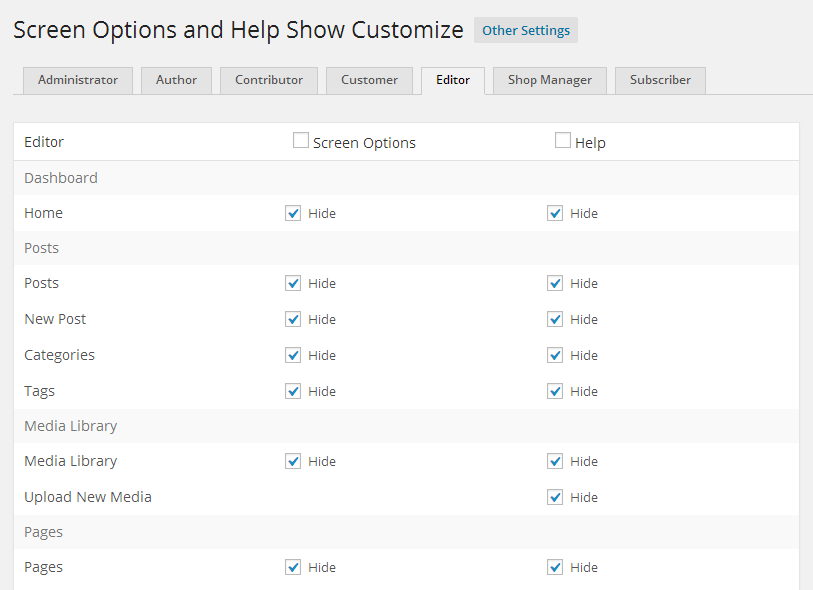 Screen Options and Help Show Customize Other Settings
Administrator Author Contributor Customer Editor Shop Manager Subscriber
Editor Screen Options Help
Dashboard
Home Hide Hide
Posts
Posts Hide Hide
New Post Hide Hide
Categories Hide Hide
Tags Hide Hide
Media Library
Media Library Hide Hide
Upload New Media Hide
Pages
Pages Hide Hide